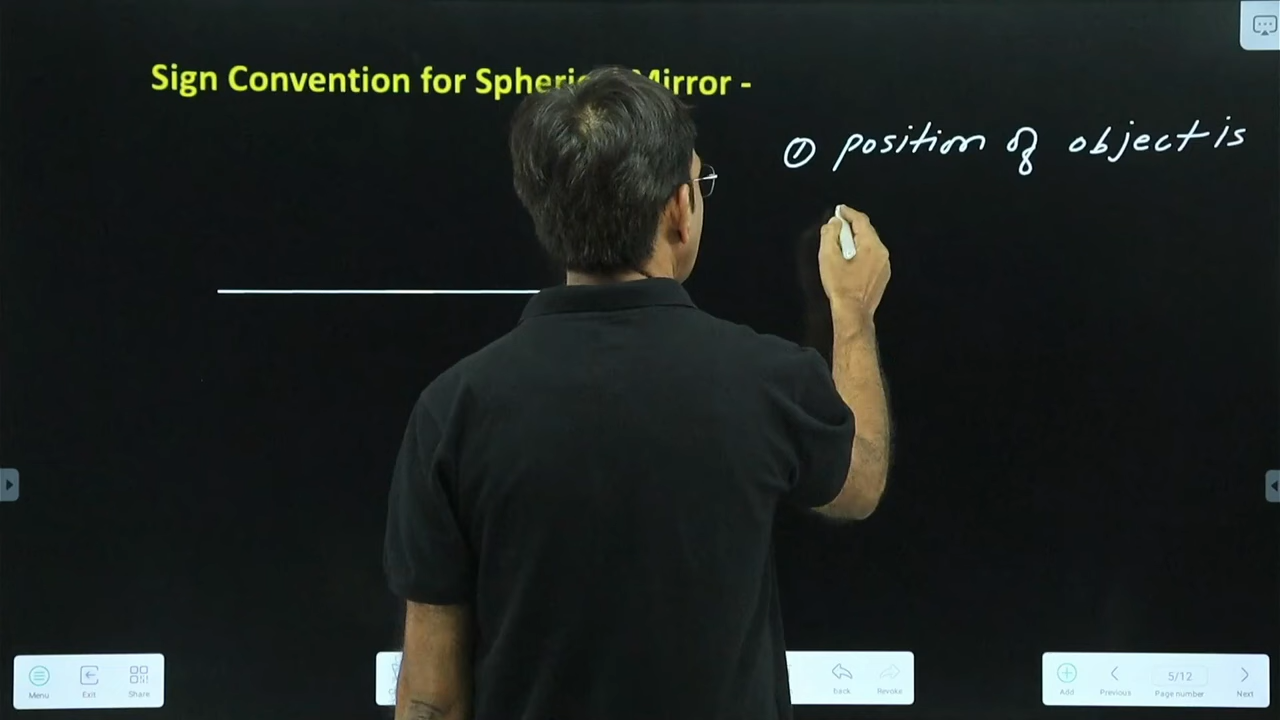 Sign Convention for Mirror -
① position of object is
Menu
Exit
Share
back
Revoke
Add
Previous
5/12
Page number
Next